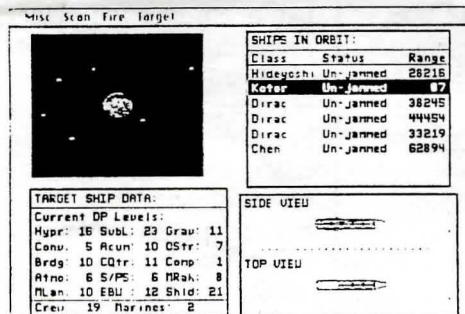 Misc Scan Fire Target
SHIPS IN ORBIT:
Class Status Range
Hideyoshi Un-jammed 28216
Koter Un-jammed 87
Dirac Un-jammed 38245
Dirac Un-jammed 44454
Dirac Un-jammed 33219
Chen Un-jammed 62894
TARGET SHIP DATA:
Current DP Levels:
Hypr: 16 SubL: 23 Grav: 11
Conv: 5 Acum: 10 OStr: 7
Brdg: 10 CQtr: 11 Comp: 1
Atmo: 6 S/PS: 6 MRak: 8
MLan: 10 EBW: 12 Shld: 21
Crew 19 Marines: 2
SIDE VIEW
TOP VIEW